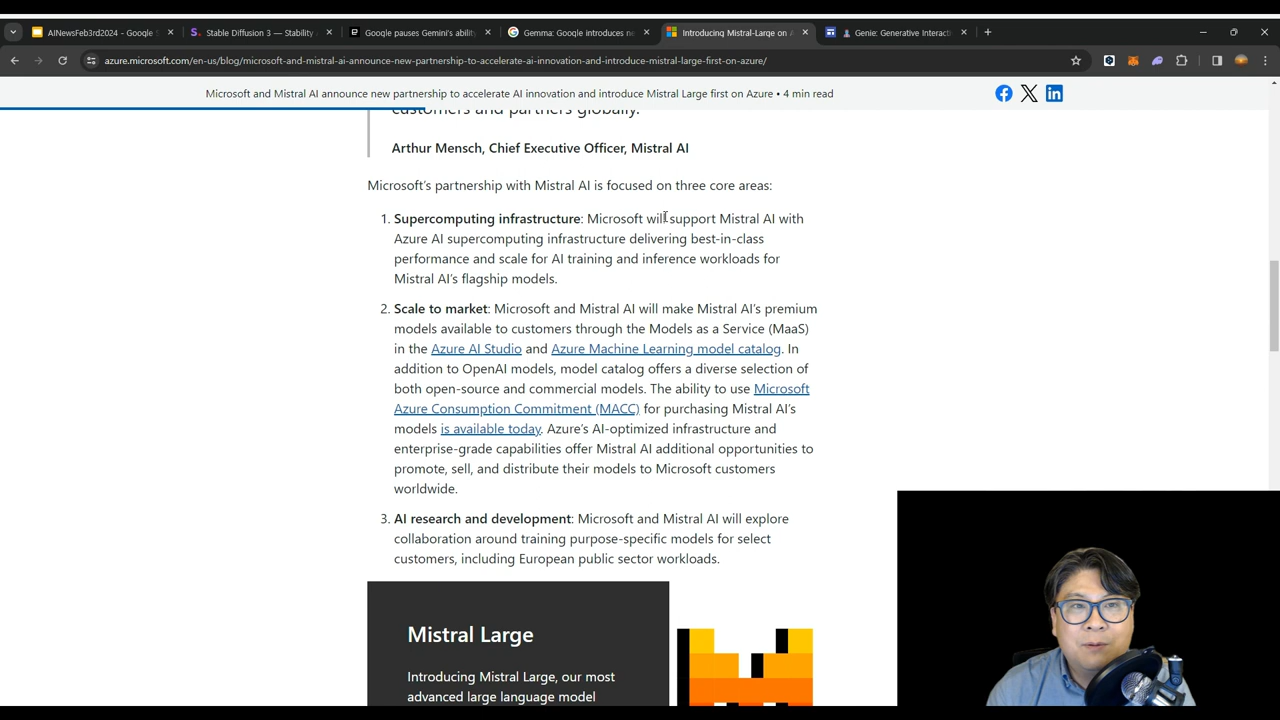 AINewsFeb3rd2024 - Google S
Stable Diffusion 3 — Stability
Google pauses Gemini's ability
Gemma: Google introduces ne
Introducing Mistral-Large on A
Genie: Generative Interacti
azure.microsoft.com/en-us/blog/microsoft-and-mistral-ai-announce-new-partnership-to-accelerate-ai-innovation-and-introduce-mistral-large-first-on-azure/
Microsoft and Mistral AI announce new partnership to accelerate AI innovation and introduce Mistral Large first on Azure • 4 min read
customers and partners globally.
Arthur Mensch, Chief Executive Officer, Mistral AI
Microsoft's partnership with Mistral AI is focused on three core areas:
1. Supercomputing infrastructure: Microsoft will support Mistral AI with
Azure AI supercomputing infrastructure delivering best-in-class
performance and scale for AI training and inference workloads for
Mistral AI's flagship models.
2. Scale to market: Microsoft and Mistral AI will make Mistral AI's premium
models available to customers through the Models as a Service (MaaS)
in the Azure AI Studio and Azure Machine Learning model catalog. In
addition to OpenAI models, model catalog offers a diverse selection of
both open-source and commercial models. The ability to use Microsoft
Azure Consumption Commitment (MACC) for purchasing Mistral AI's
models is available today. Azure's AI-optimized infrastructure and
enterprise-grade capabilities offer Mistral AI additional opportunities to
promote, sell, and distribute their models to Microsoft customers
worldwide.
3. AI research and development: Microsoft and Mistral AI will explore
collaboration around training purpose-specific models for select
customers, including European public sector workloads.
Mistral Large
Introducing Mistral Large, our most
advanced large language model